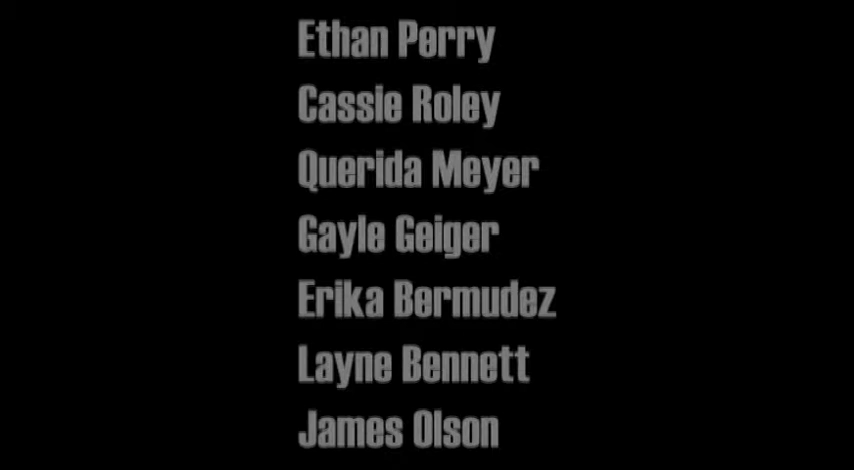 Ethan Perry
Cassie Roley
Querida Meyer
Gayle Geiger
Erika Bermudez
Layne Bennett
James Olson